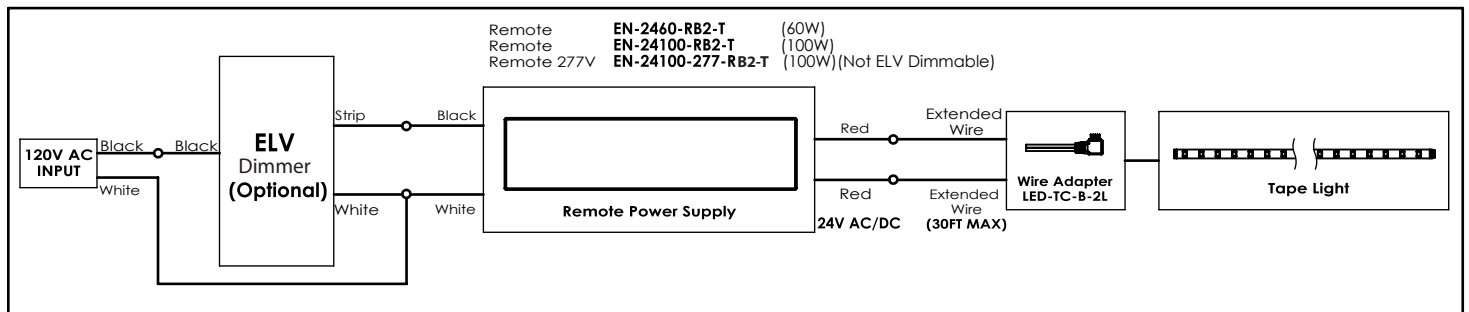 Remote EN-2460-RB2-T (60W)
Remote EN-24100-RB2-T (100W)
Remote 277V EN-24100-277-RB2-T (100W)(Not ELV Dimmable)
120V AC
INPUT
Black
Black
White
ELV
Dimmer
(Optional)
Strip
Black
White
White
Remote Power Supply
Red
Red
24V AC/DC
Extended
Wire
Extended
Wire
(30FT MAX)
Wire Adapter
LED-TC-B-2L
Tape Light